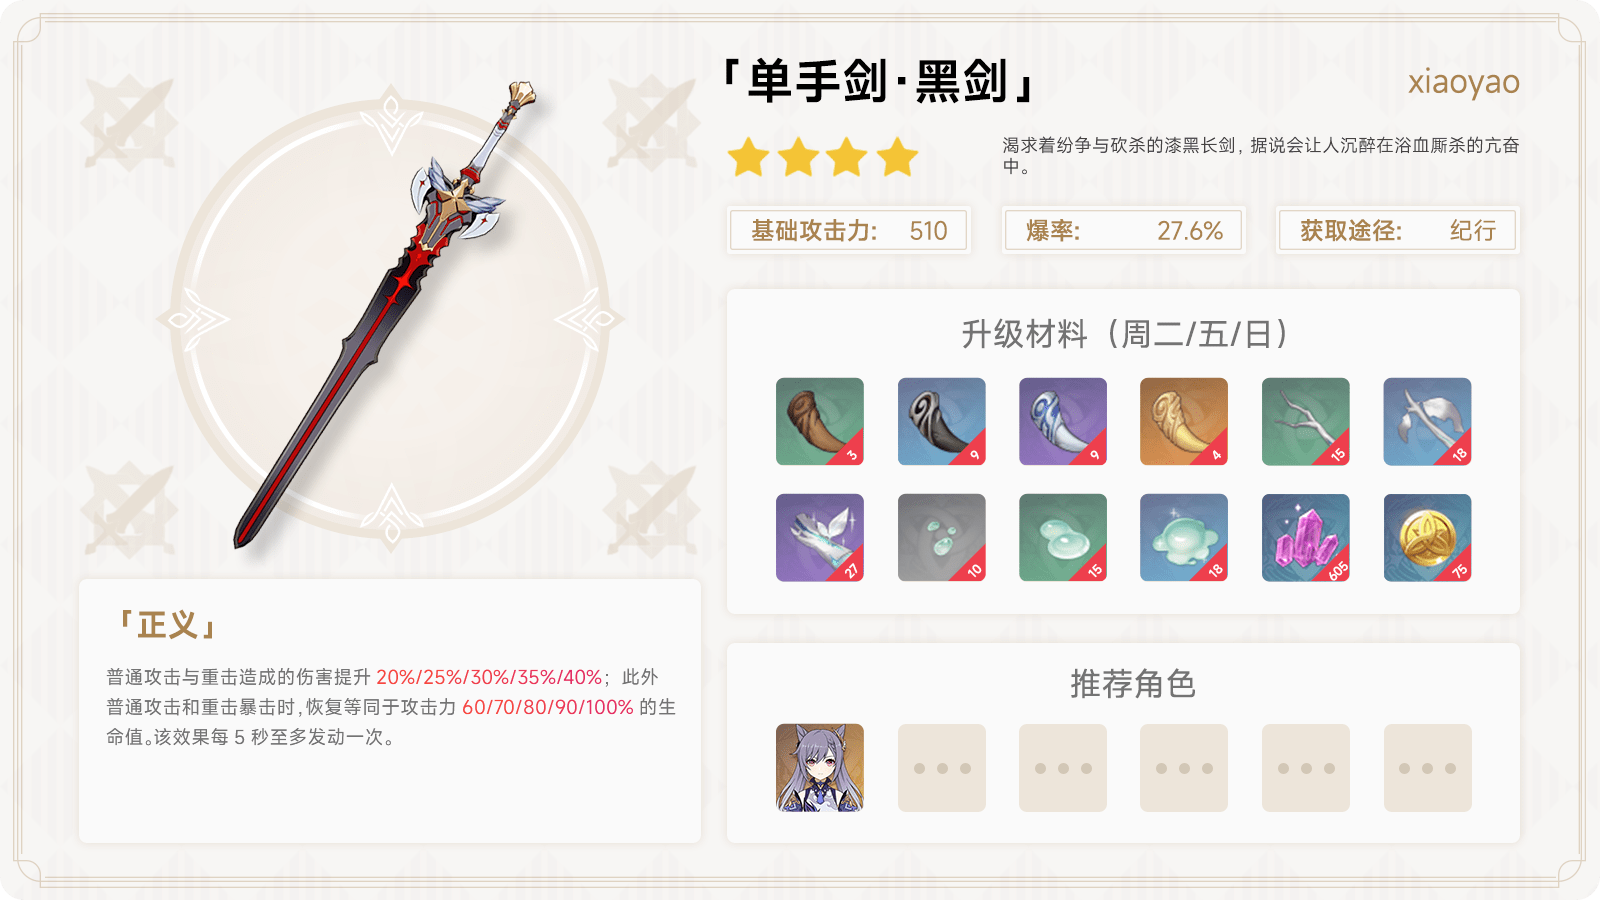 「单手剑·黑剑」
xiaoyao
渴求着纷争与砍杀的漆黑长剑，据说会让人沉醉在浴血厮杀的亢奋
中。
基础攻击力: 510
爆率: 27.6%
获取途径: 纪行
升级材料（周二/五/日）
3 9 9 4 15 18
27 10 15 18 605 75
「正义」
普通攻击与重击造成的伤害提升 20%/25%/30%/35%/40%；此外
普通攻击和重击暴击时,恢复等同于攻击力 60/70/80/90/100% 的生
命值。该效果每 5 秒至多发动一次。
推荐角色